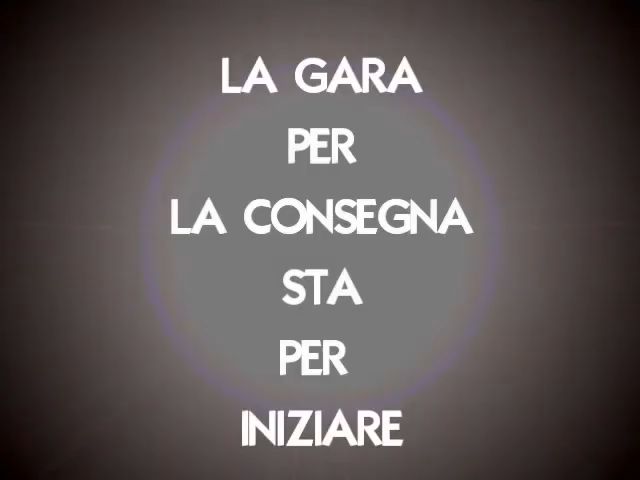 LA GARA
PER
LA CONSEGNA
STA
PER
INIZIARE